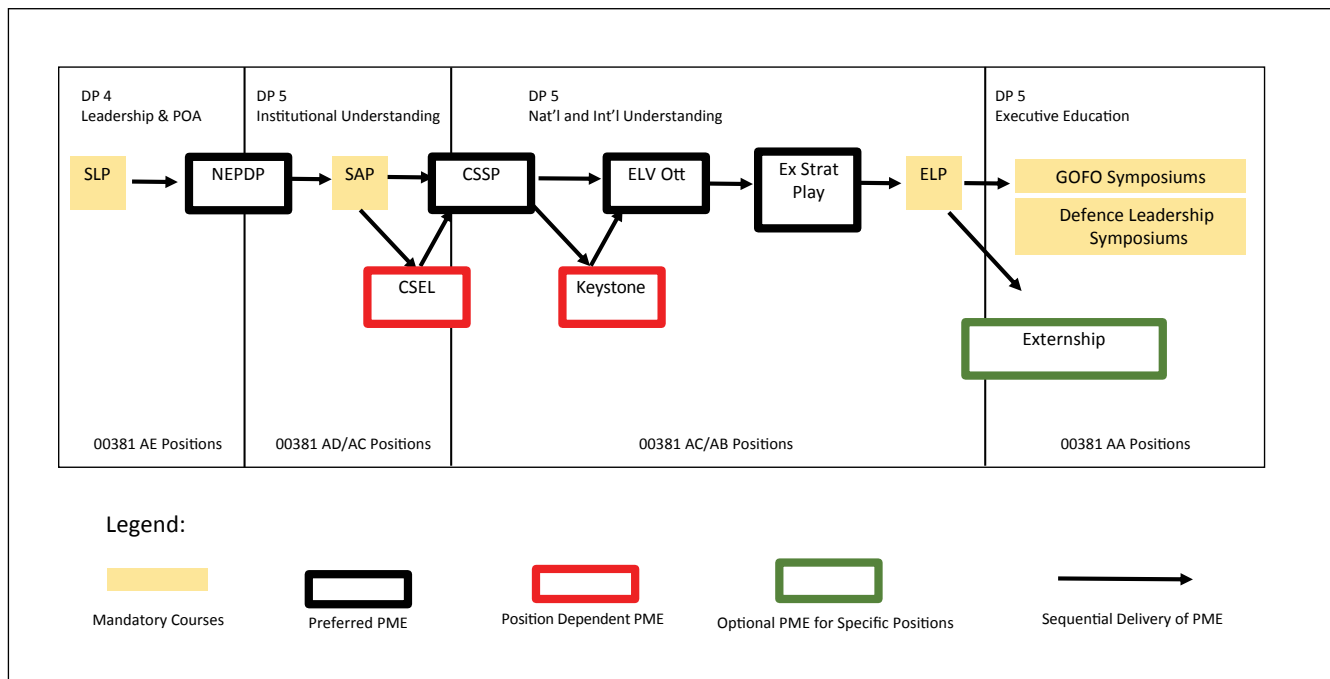 DP 4
Leadership & POA
DP 5
Institutional Understanding
DP 5
Nat'l and Int'l Understanding
DP 5
Executive Education
SLP
NEPDP
SAP
CSSP
ELV Ott
Ex Strat
Play
ELP
GOFO Symposiums
Defence Leadership
Symposiums
CSEL
Keystone
Externship
00381 AE Positions
00381 AD/AC Positions
00381 AC/AB Positions
00381 AA Positions
Legend:
Mandatory Courses
Preferred PME
Position Dependent PME
Optional PME for Specific Positions
Sequential Delivery of PME